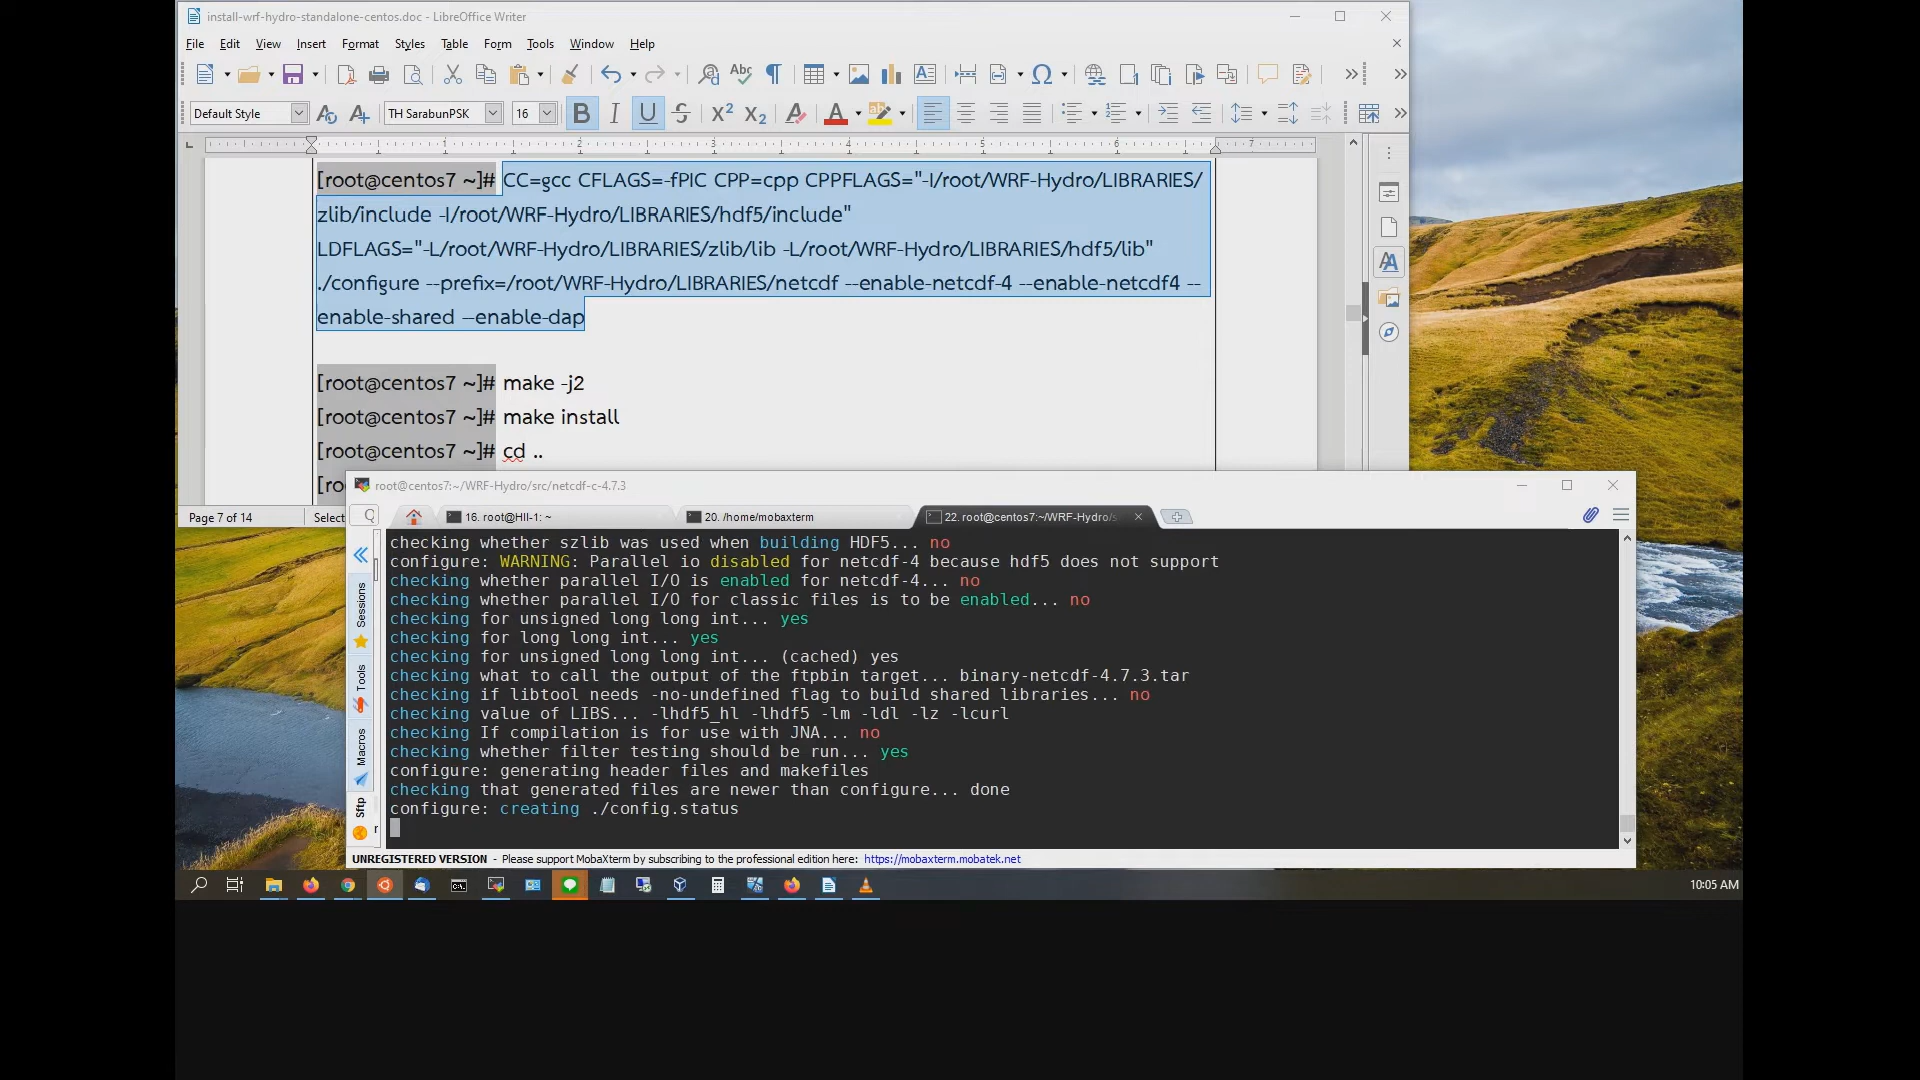 install-wrf-hydro-standalone-centos.doc - LibreOffice Writer
File Edit View Insert Format Styles Table Form Tools Window Help
Default Style TH SarabunPSK 16
1 2 3 4 5 6 7
[root@centos7 ~]# CC=gcc CFLAGS=-fPIC CPP=cpp CPPFLAGS="-I/root/WRF-Hydro/LIBRARIES/
zlib/include -I/root/WRF-Hydro/LIBRARIES/hdf5/include"
LDFLAGS="-L/root/WRF-Hydro/LIBRARIES/zlib/lib -L/root/WRF-Hydro/LIBRARIES/hdf5/lib"
./configure --prefix=/root/WRF-Hydro/LIBRARIES/netcdf --enable-netcdf-4 --enable-netcdf4 --
enable-shared –enable-dap
[root@centos7 ~]# make -j2
[root@centos7 ~]# make install
[root@centos7 ~]# cd ..
[ro
Page 7 of 14 Select
root@centos7:~/WRF-Hydro/src/netcdf-c-4.7.3
16. root@HII-1: ~ 20. /home/mobaxterm 22. root@centos7:~/WRF-Hydro/s
Sessions
Tools
Macros
Sftp
checking whether szlib was used when building HDF5... no
configure: WARNING: Parallel io disabled for netcdf-4 because hdf5 does not support
checking whether parallel I/O is enabled for netcdf-4... no
checking whether parallel I/O for classic files is to be enabled... no
checking for unsigned long long int... yes
checking for long long int... yes
checking for unsigned long long int... (cached) yes
checking what to call the output of the ftpbin target... binary-netcdf-4.7.3.tar
checking if libtool needs -no-undefined flag to build shared libraries... no
checking value of LIBS... -lhdf5_hl -lhdf5 -lm -ldl -lz -lcurl
checking If compilation is for use with JNA... no
checking whether filter testing should be run... yes
configure: generating header files and makefiles
checking that generated files are newer than configure... done
configure: creating ./config.status
UNREGISTERED VERSION - Please support MobaXterm by subscribing to the professional edition here: https://mobaxterm.mobatek.net
10:05 AM